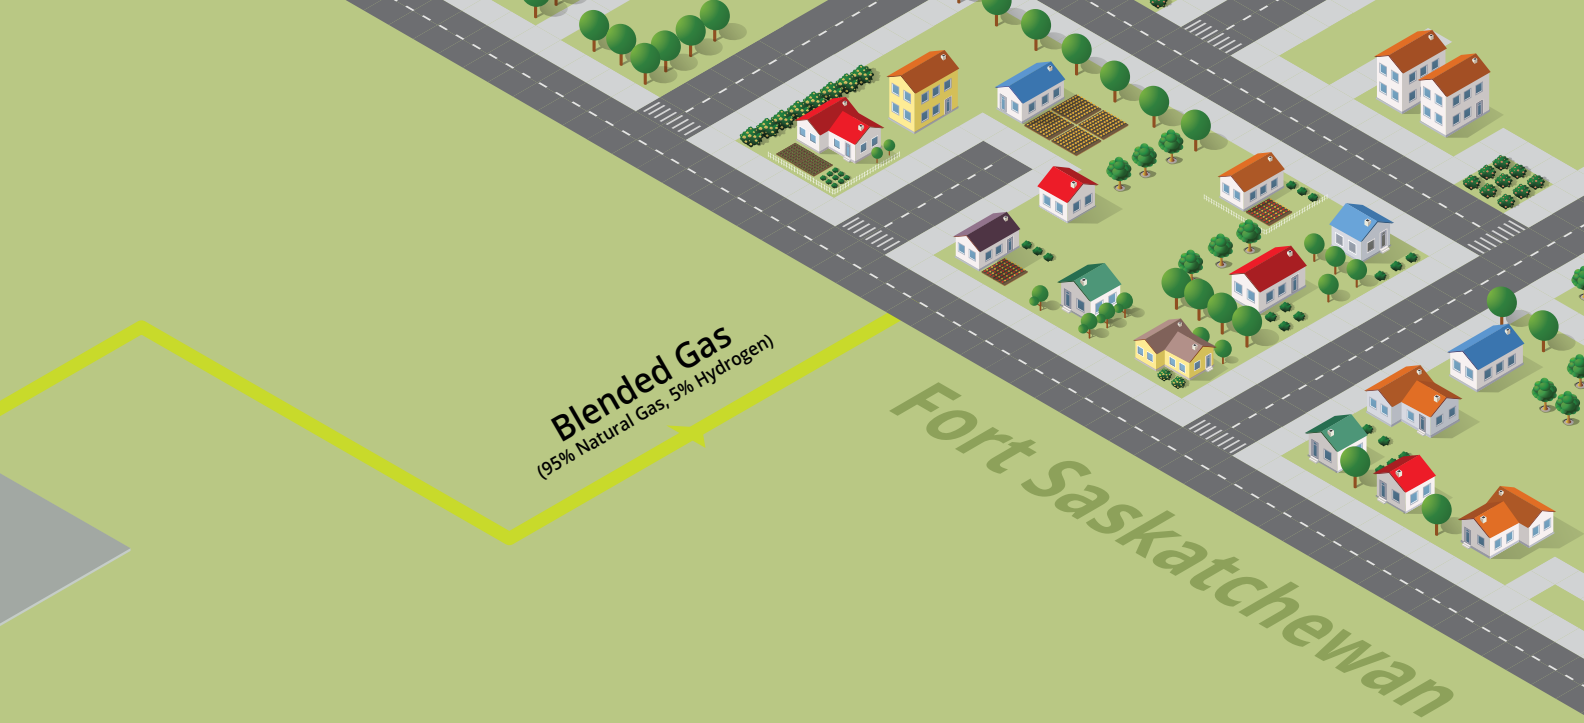 Blended Gas
(95% Natural Gas, 5% Hydrogen)
Fort Saskatchewan